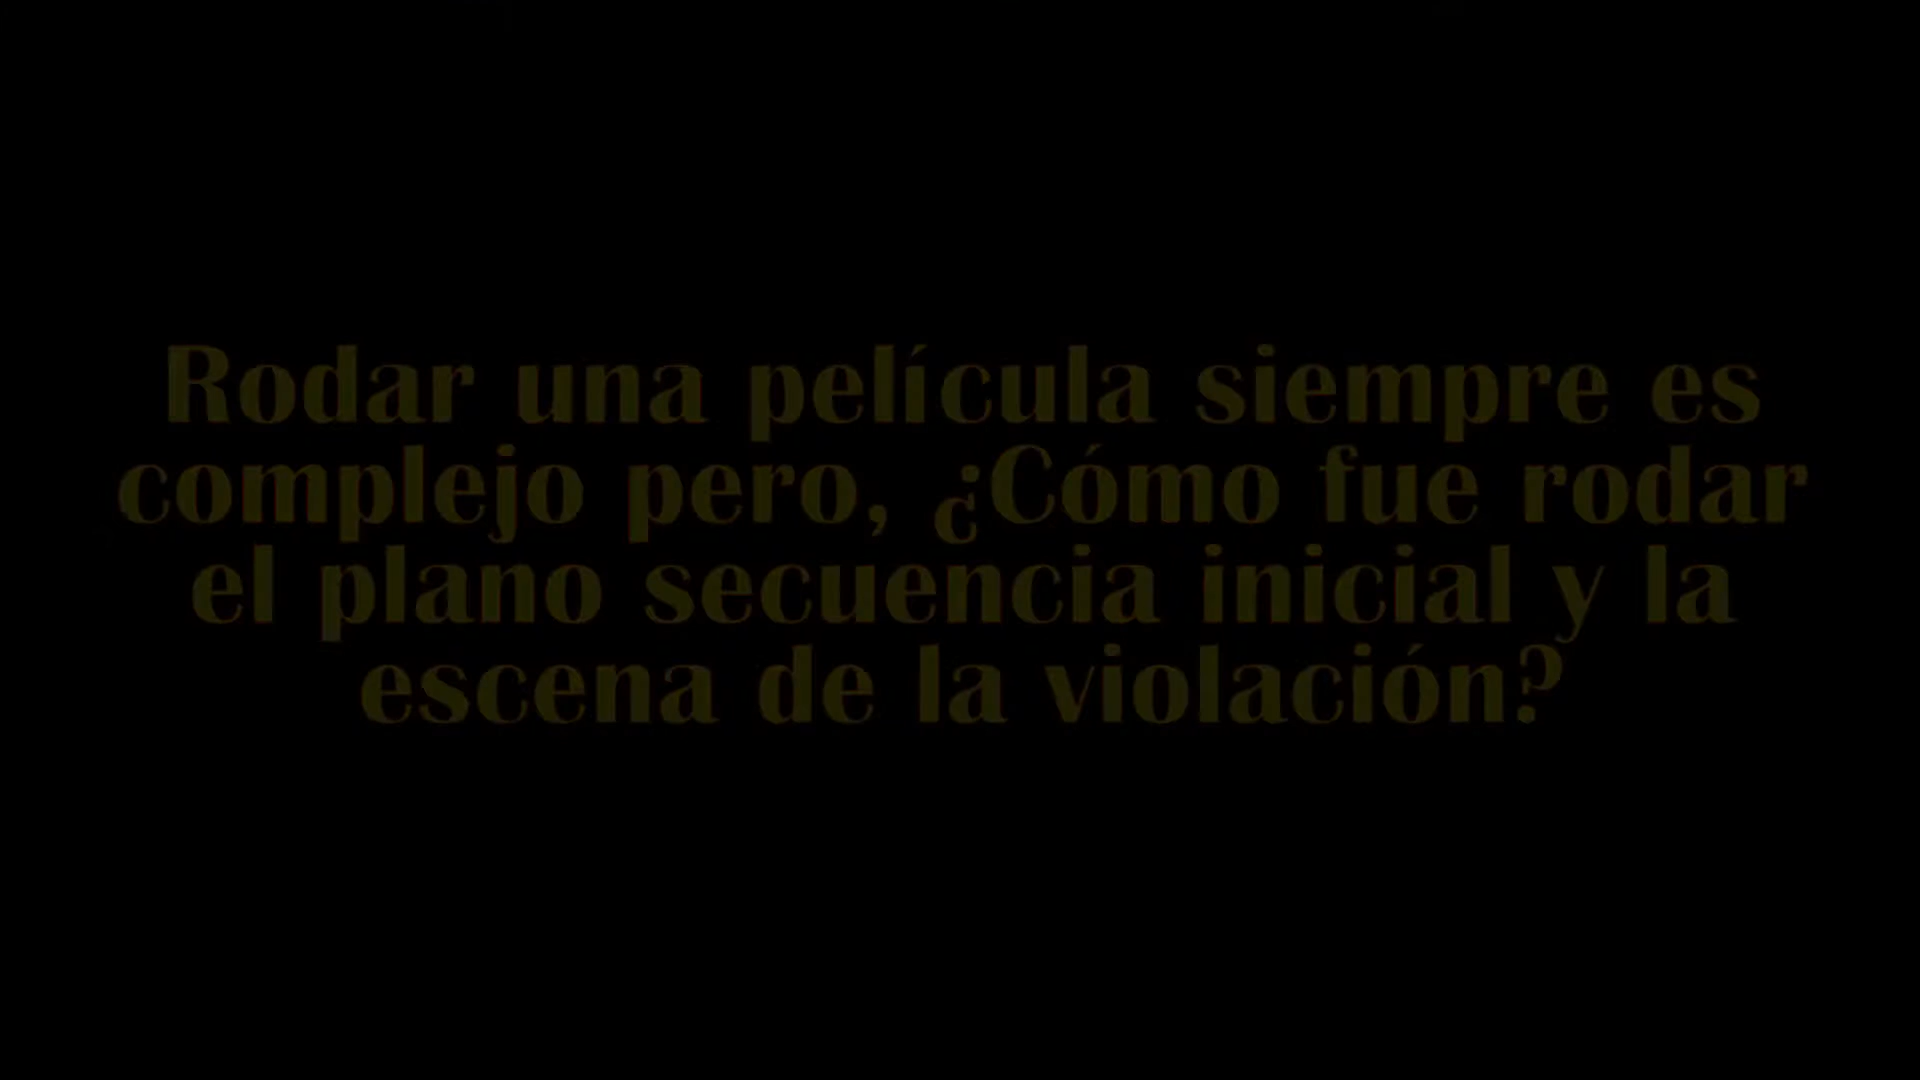 Rodar una película siempre es
complejo pero, ¿Cómo fue rodar
el plano secuencia inicial y la
escena de la violación?